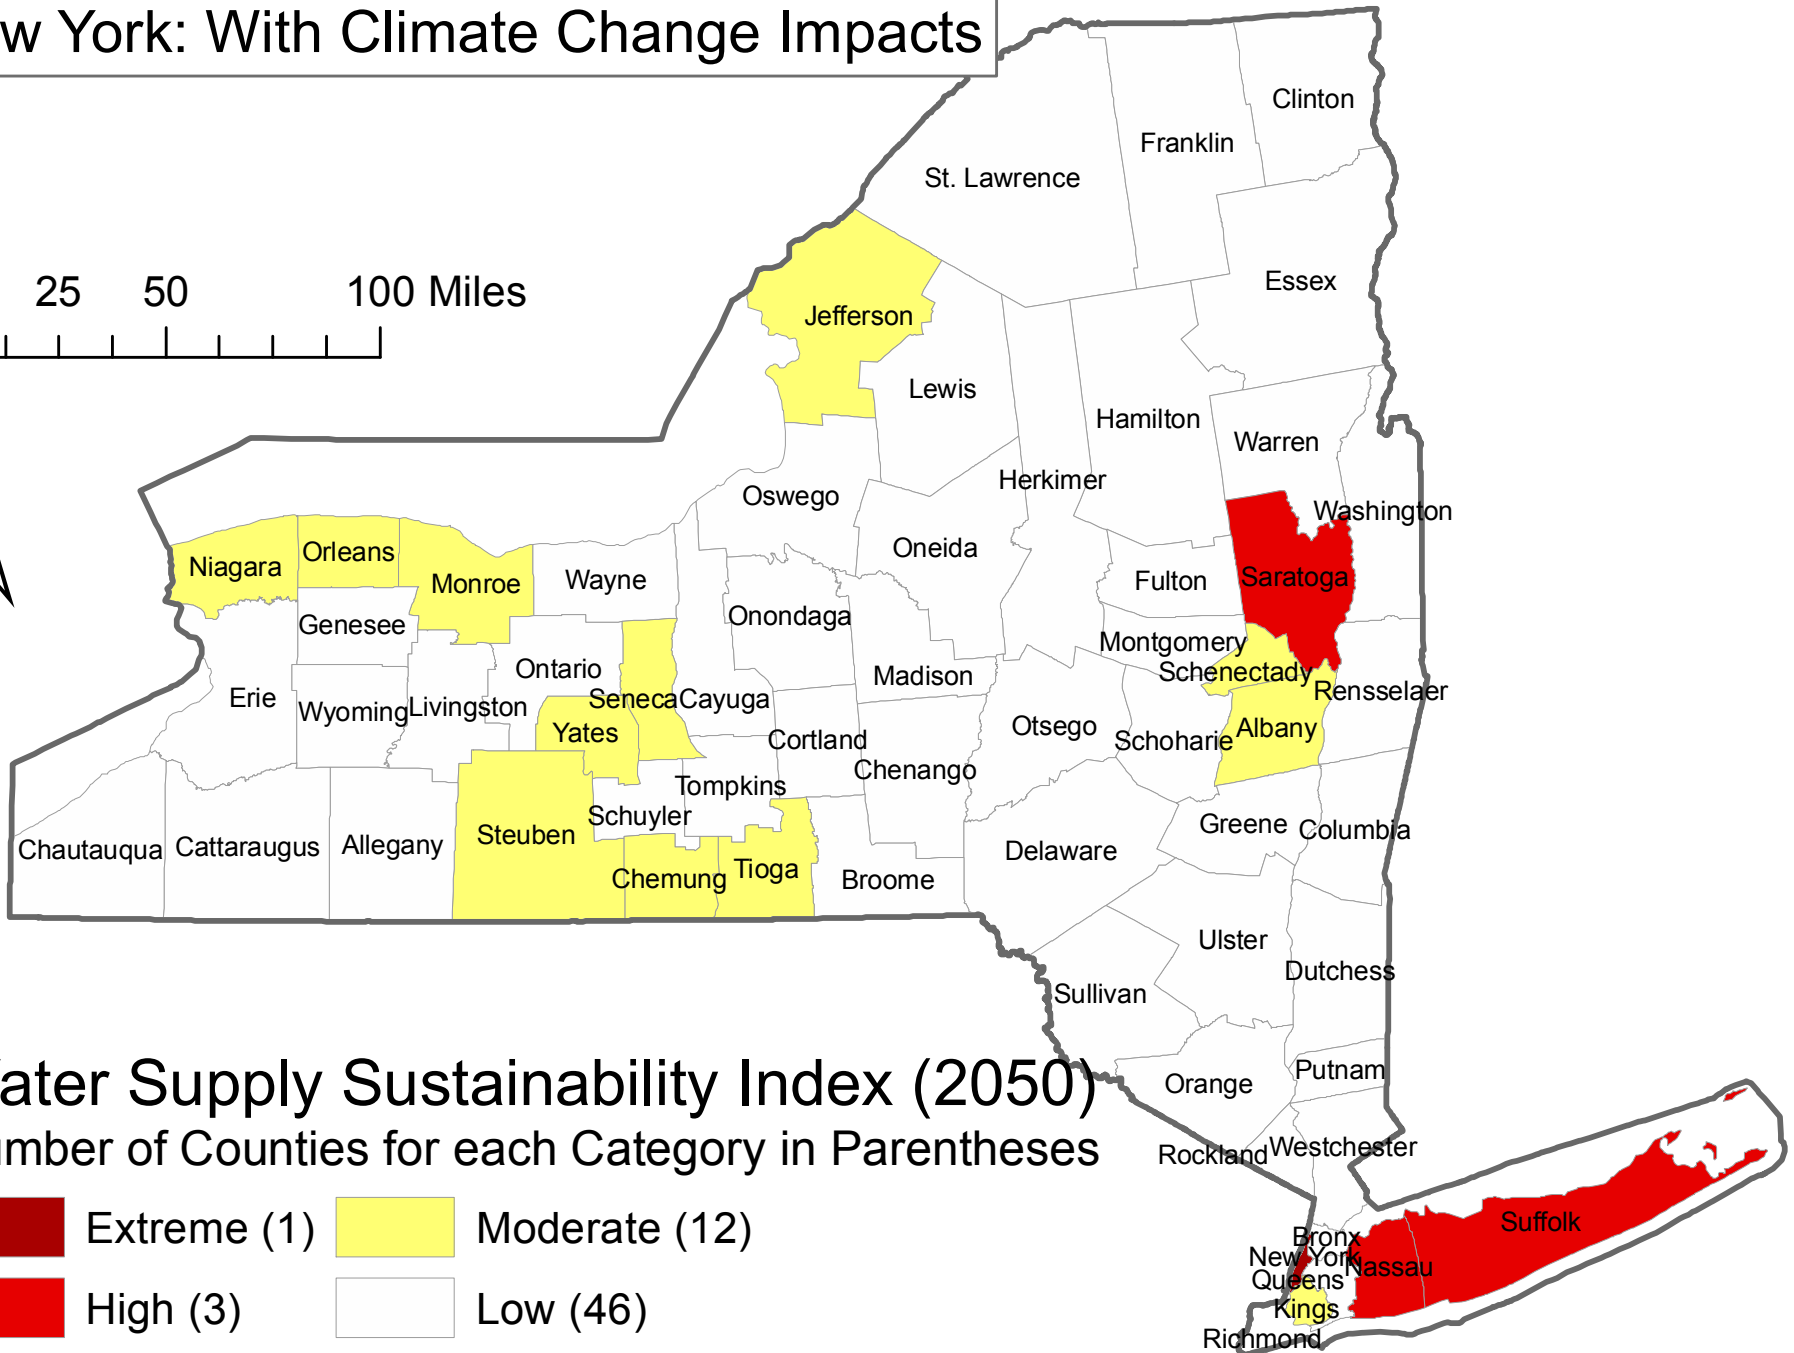 w York: With Climate Change Impacts
25 50 100 Miles
Clinton
Franklin
St. Lawrence
Essex
Jefferson
Lewis
Hamilton
Warren
Herkimer
Oswego
Washington
Oneida
Niagara
Orleans
Monroe
Wayne
Fulton
Saratoga
Genesee
Onondaga
Montgomery
Ontario
Schenectady
Madison
Rensselaer
Erie
Wyoming
Livingston
Seneca
Cayuga
Yates
Otsego
Albany
Cortland
Schoharie
Chenango
Tompkins
Schuyler
Steuben
Greene
Columbia
Chautauqua
Cattaraugus
Allegany
Delaware
Chemung
Tioga
Broome
Ulster
Dutchess
Sullivan
Putnam
Orange
Westchester
Rockland
Suffolk
Bronx
New York
Nassau
Queens
Kings
Richmond
ater Supply Sustainability Index (2050)
mber of Counties for each Category in Parentheses
Extreme (1) Moderate (12)
High (3) Low (46)